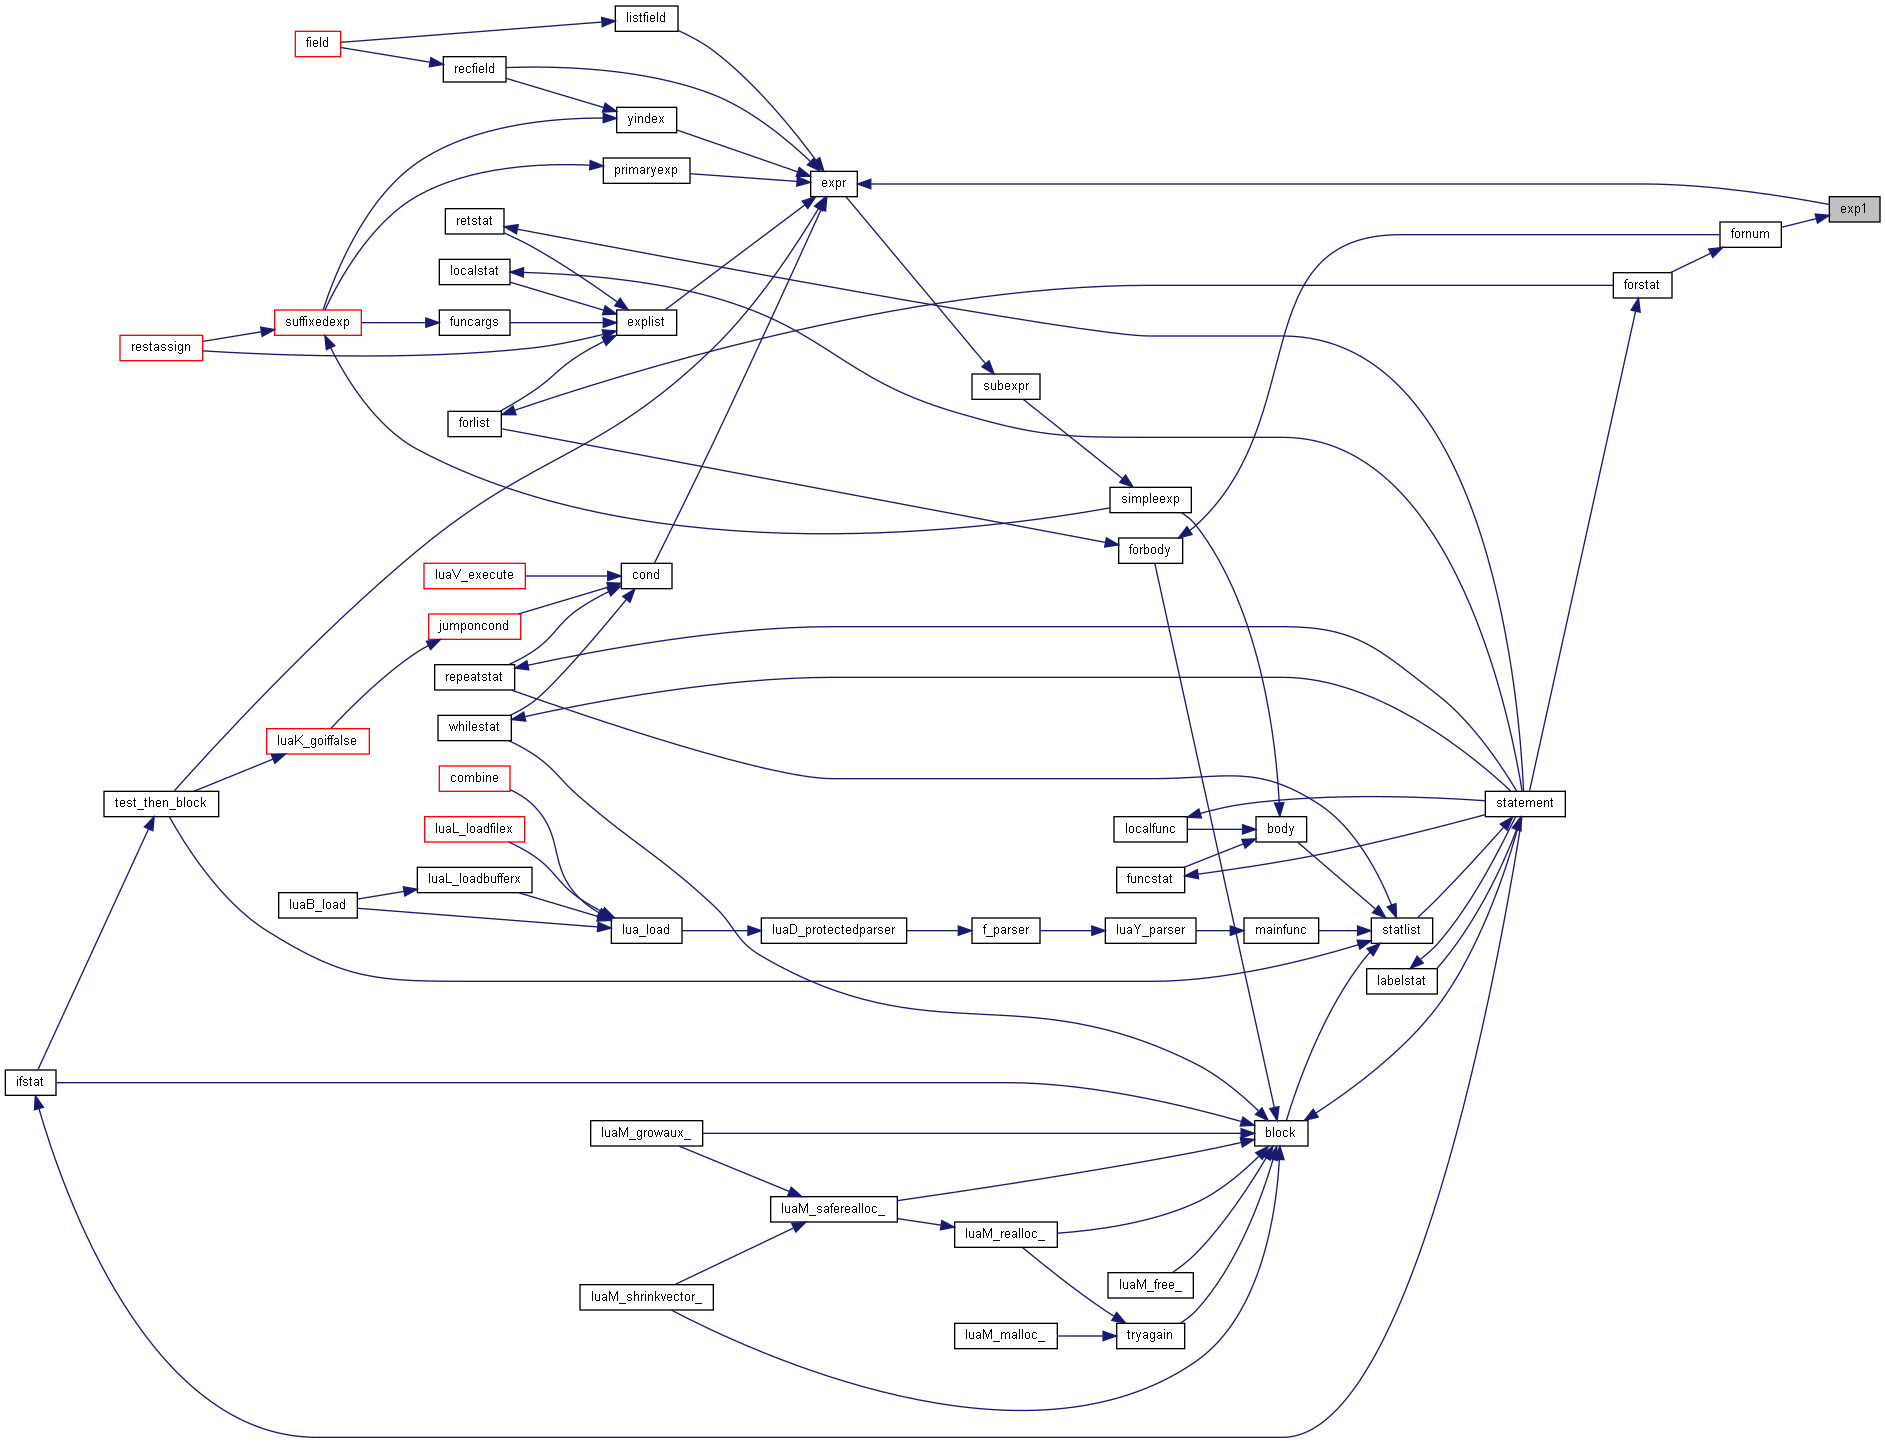 listfield
field
recfield
yindex
primaryexp
expr
exp1
retstat
fornum
localstat
forstat
suffixedexp
funcargs
explist
restassign
subexpr
forlist
simpleexp
forbody
luaV_execute
cond
jumponcond
repeatstat
whilestat
luaK_goiffalse
combine
test_then_block
statement
luaL_loadfilex
localfunc
body
luaL_loadbufferx
funcstat
luaB_load
lua_load
luaD_protectedparser
f_parser
luaY_parser
mainfunc
statlist
labelstat
ifstat
luaM_growaux_
block
luaM_saferealloc_
luaM_realloc_
luaM_free_
luaM_shrinkvector_
luaM_malloc_
tryagain